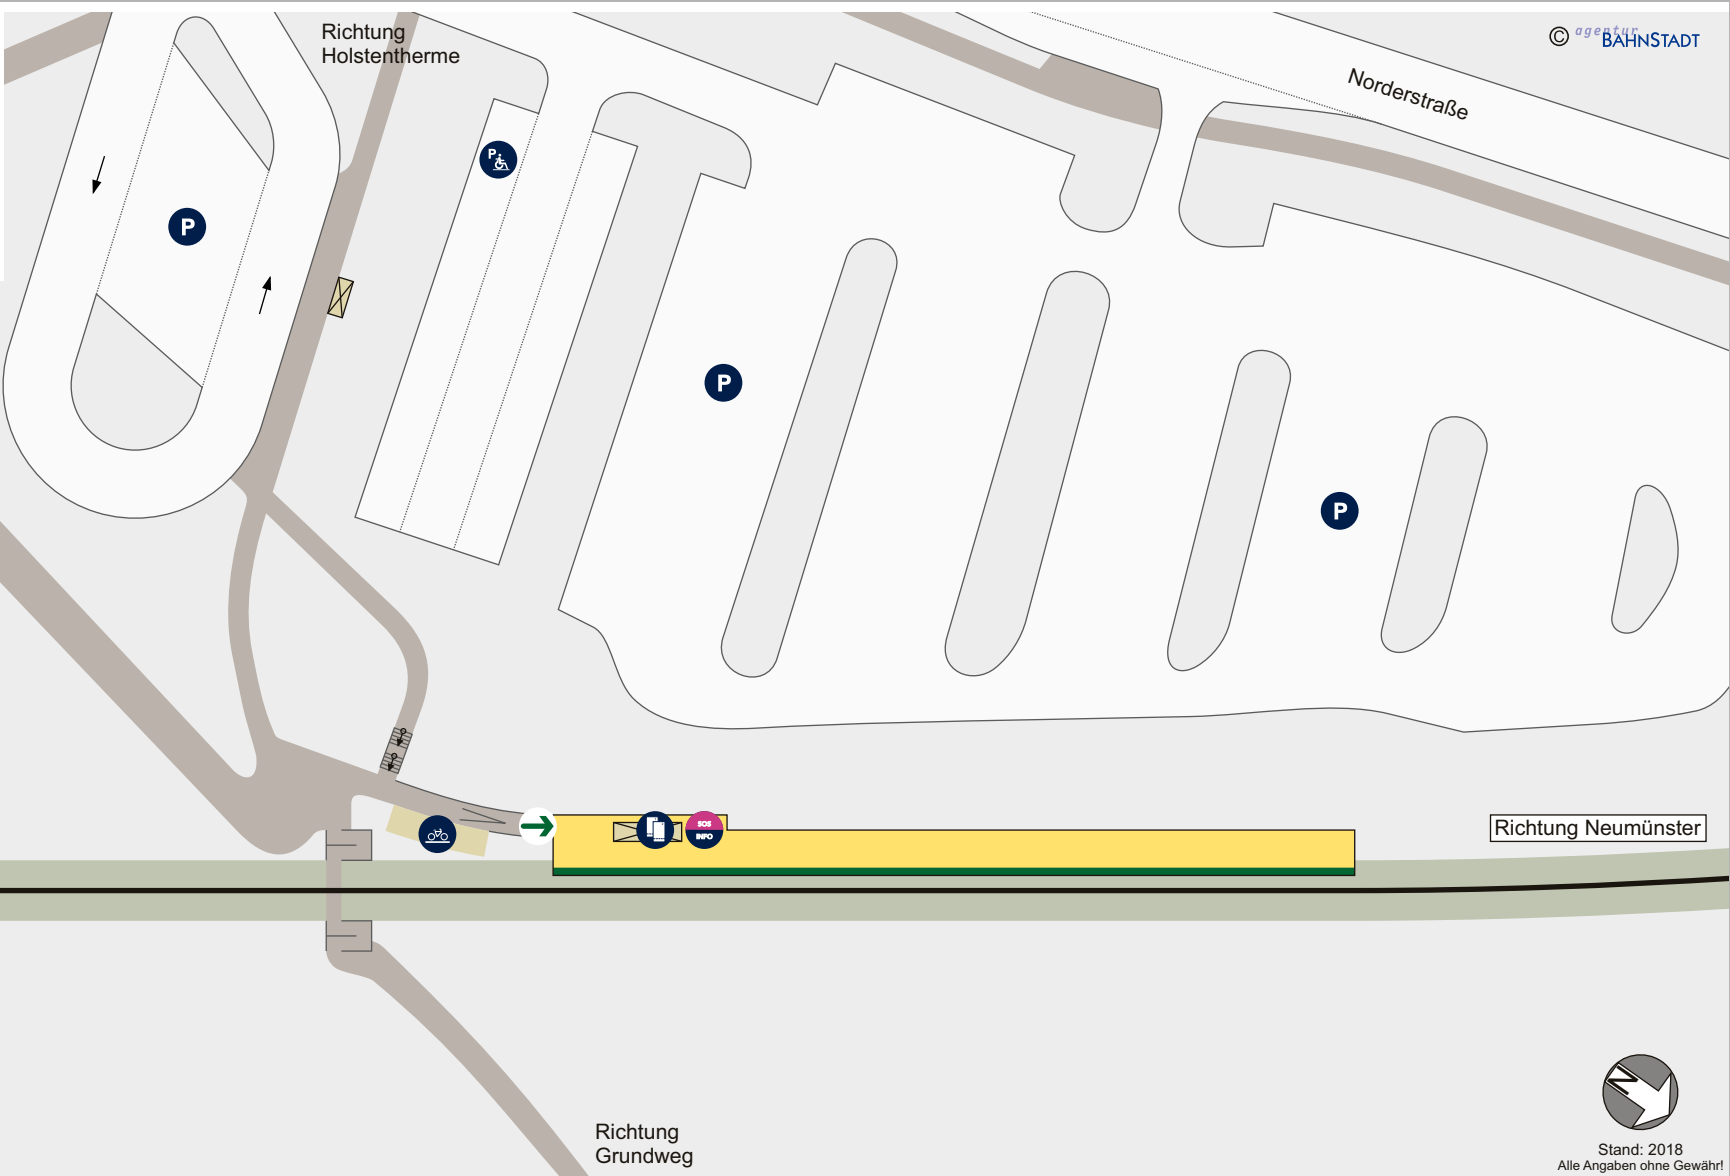 Richtung
Holstentherme
© agentur
BAHNSTADT
Norderstraße
P
P
P
P
SOS
INFO
Richtung Neumünster
Richtung
Grundweg
N
Stand: 2018
Alle Angaben ohne Gewähr!